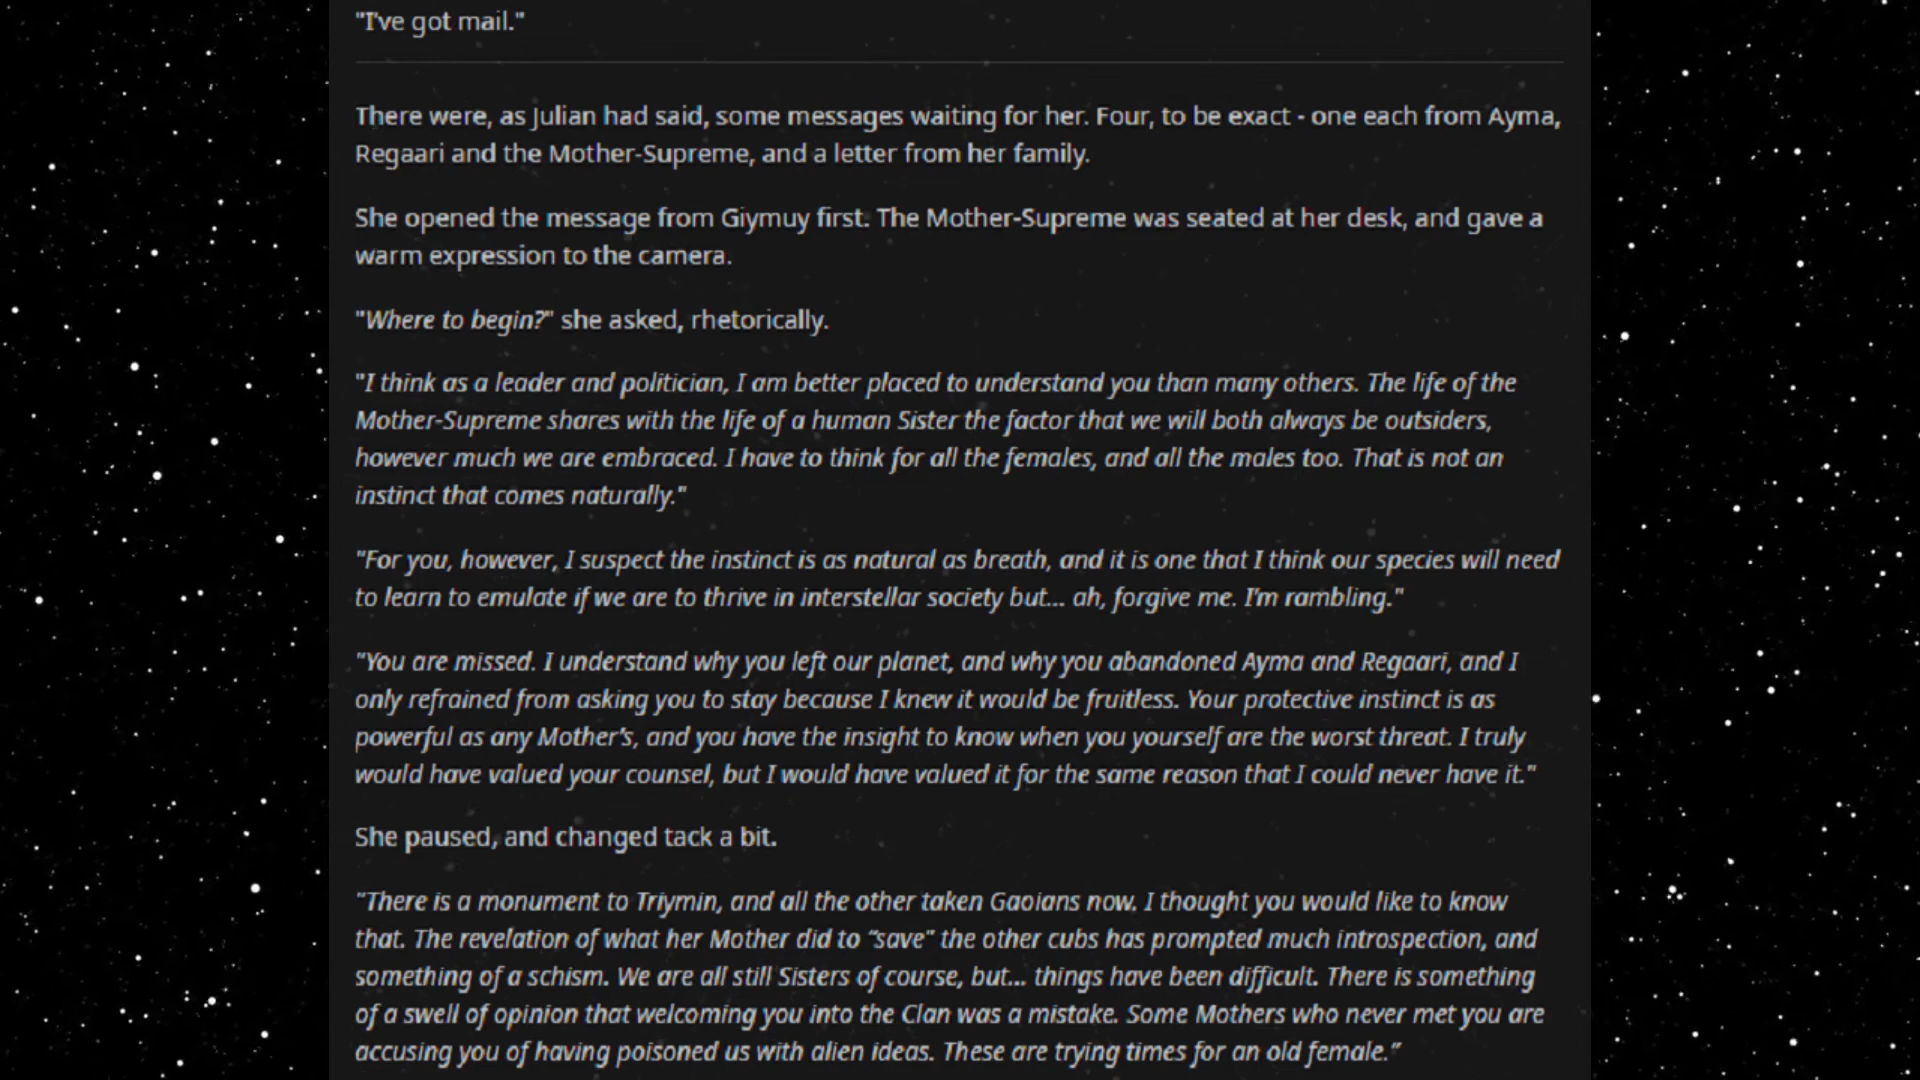 "I've got mail."
There were, as Julian had said, some messages waiting for her. Four, to be exact - one each from Ayma,
Regaari and the Mother-Supreme, and a letter from her family.
She opened the message from Giymuy first. The Mother-Supreme was seated at her desk, and gave a
warm expression to the camera.
"Where to begin?" she asked, rhetorically.
"I think as a leader and politician, I am better placed to understand you than many others. The life of the
Mother-Supreme shares with the life of a human Sister the factor that we will both always be outsiders,
however much we are embraced. I have to think for all the females, and all the males too. That is not an
instinct that comes naturally."
"For you, however, I suspect the instinct is as natural as breath, and it is one that I think our species will need
to learn to emulate if we are to thrive in interstellar society but... ah, forgive me. I'm rambling."
"You are missed. I understand why you left our planet, and why you abandoned Ayma and Regaari, and I
only refrained from asking you to stay because I knew it would be fruitless. Your protective instinct is as
powerful as any Mother's, and you have the insight to know when you yourself are the worst threat. I truly
would have valued your counsel, but I would have valued it for the same reason that I could never have it."
She paused, and changed tack a bit.
"There is a monument to Triymin, and all the other taken Gaoians now. I thought you would like to know
that. The revelation of what her Mother did to “save” the other cubs has prompted much introspection, and
something of a schism. We are all still Sisters of course, but... things have been difficult. There is something
of a swell of opinion that welcoming you into the Clan was a mistake. Some Mothers who never met you are
accusing you of having poisoned us with alien ideas. These are trying times for an old female.”